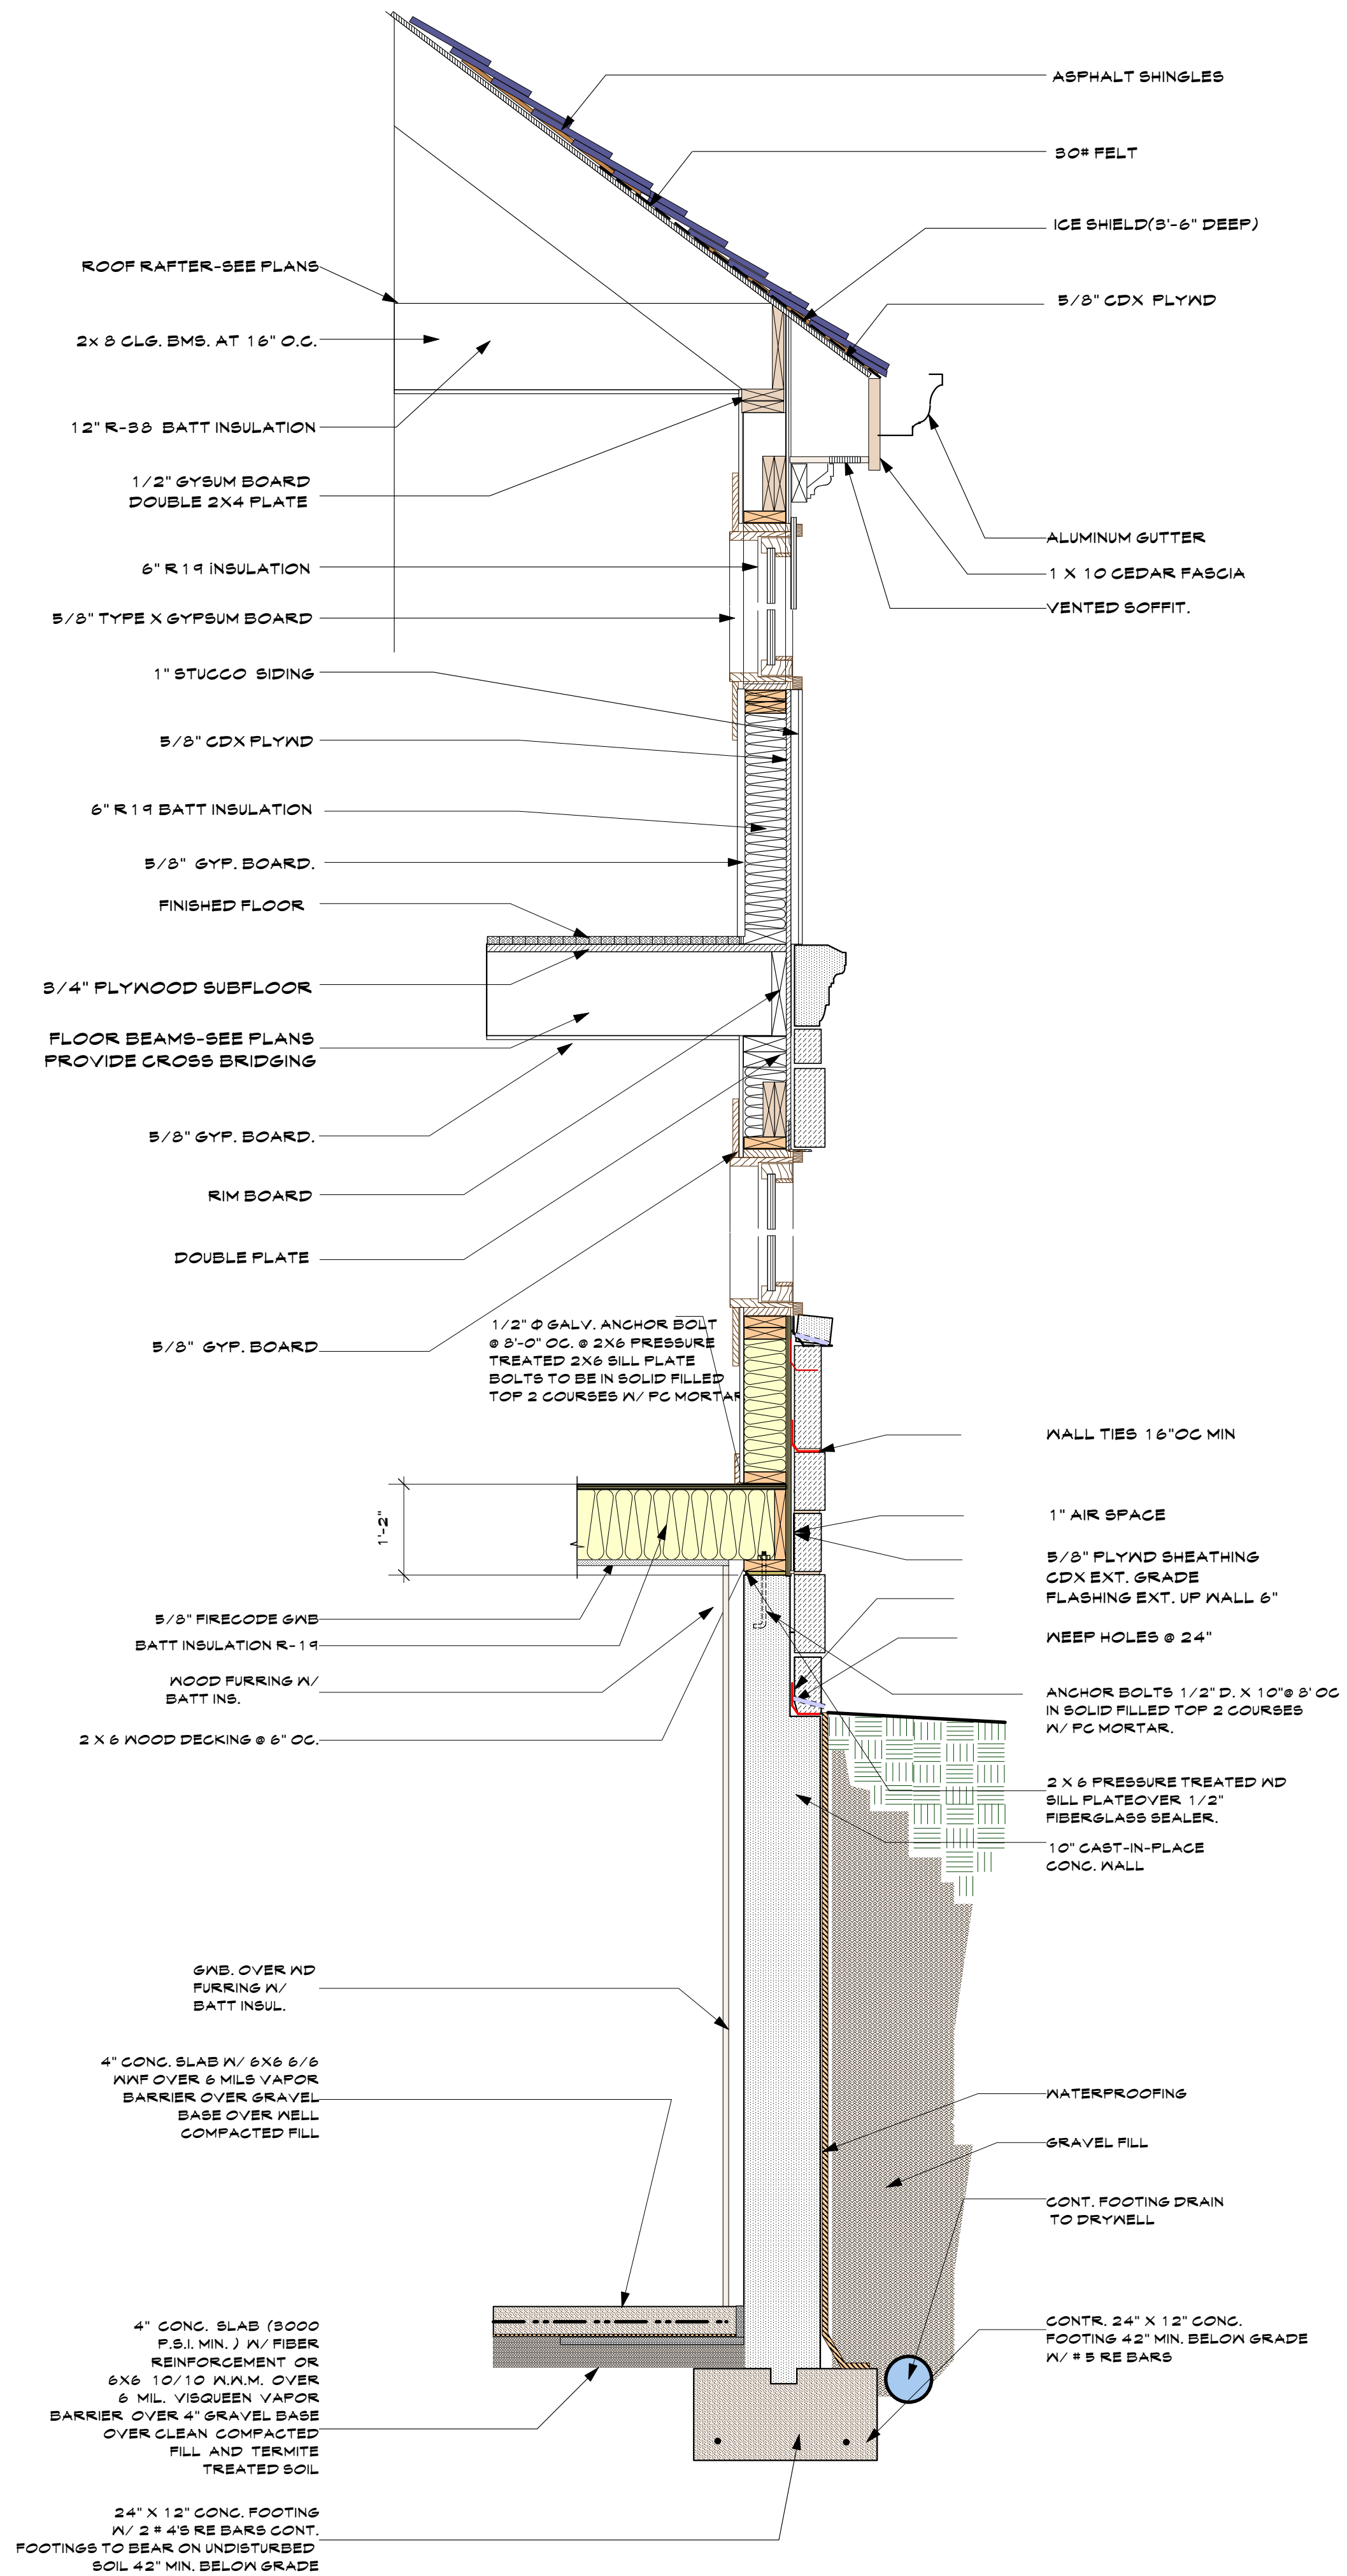 ASPHALT SHINGLES
30# FELT
ICE SHIELD(3'-6" DEEP)
ROOF RAFTER-SEE PLANS
5/8" CDX PLYWD
2x 8 CLG. BMS. AT 16" O.C.
12" R-38 BATT INSULATION
1/2" GYSUM BOARD
DOUBLE 2X4 PLATE
ALUMINUM GUTTER
6" R19 INSULATION
1 X 10 CEDAR FASCIA
VENTED SOFFIT.
5/8" TYPE X GYPSUM BOARD
1" STUCCO SIDING
5/8" CDX PLYWD
6" R19 BATT INSULATION
5/8" GYP. BOARD.
FINISHED FLOOR
3/4" PLYWOOD SUBFLOOR
FLOOR BEAMS-SEE PLANS
PROVIDE CROSS BRIDGING
5/8" GYP. BOARD.
RIM BOARD
DOUBLE PLATE
5/8" GYP. BOARD
1/2" Φ GALV. ANCHOR BOLT
@ 8'-0" OC. @ 2X6 PRESSURE
TREATED 2X6 SILL PLATE
BOLTS TO BE IN SOLID FILLED
TOP 2 COURSES W/ PC MORTAR
WALL TIES 16"OC MIN
1'-2"
1" AIR SPACE
5/8" PLYWD SHEATHING
CDX EXT. GRADE
FLASHING EXT. UP WALL 6"
5/8" FIRECODE GWB
WEEP HOLES @ 24"
BATT INSULATION R-19
WOOD FURRING W/
BATT INS.
ANCHOR BOLTS 1/2" D. X 10"@ 8' OC
IN SOLID FILLED TOP 2 COURSES
W/ PC MORTAR.
2 X 6 WOOD DECKING @ 6" OC.
2 X 6 PRESSURE TREATED WD
SILL PLATEOVER 1/2"
FIBERGLASS SEALER.
10" CAST-IN-PLACE
CONC. WALL
GWB. OVER WD
FURRING W/
BATT INSUL.
4" CONC. SLAB W/ 6X6 6/6
WWF OVER 6 MILS VAPOR
BARRIER OVER GRAVEL
BASE OVER WELL
COMPACTED FILL
WATERPROOFING
GRAVEL FILL
CONT. FOOTING DRAIN
TO DRYWELL
CONTR. 24" X 12" CONC.
FOOTING 42" MIN. BELOW GRADE
W/ # 5 RE BARS
4" CONC. SLAB (3000
P.S.I. MIN. ) W/ FIBER
REINFORCEMENT OR
6X6 10/10 W.W.M. OVER
6 MIL. VISQUEEN VAPOR
BARRIER OVER 4" GRAVEL BASE
OVER CLEAN COMPACTED
FILL AND TERMITE
TREATED SOIL
24" X 12" CONC. FOOTING
W/ 2 # 4'S RE BARS CONT.
FOOTINGS TO BEAR ON UNDISTURBED
SOIL 42" MIN. BELOW GRADE